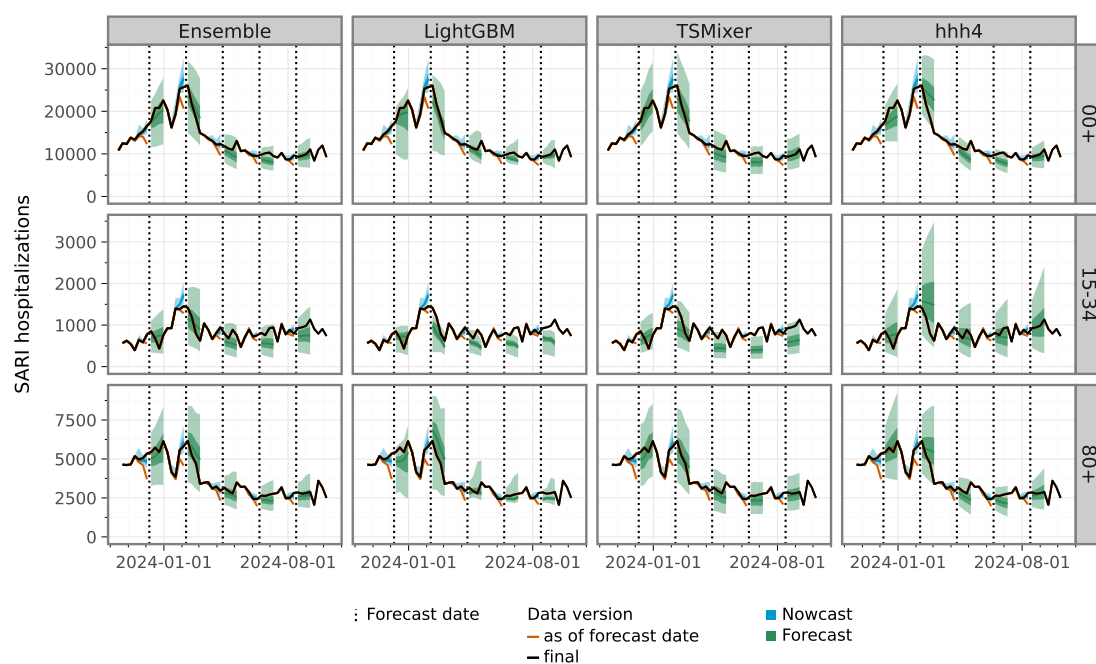 Ensemble LightGBM TSMixer hhh4
30000
20000
10000
0
00+
3000
2000
1000
0
15-34
7500
5000
2500
0
80+
SARI hospitalizations
2024-01-01 2024-08-01 2024-01-01 2024-08-01 2024-01-01 2024-08-01 2024-01-01 2024-08-01
Forecast date
Data version
as of forecast date
final
Nowcast
Forecast